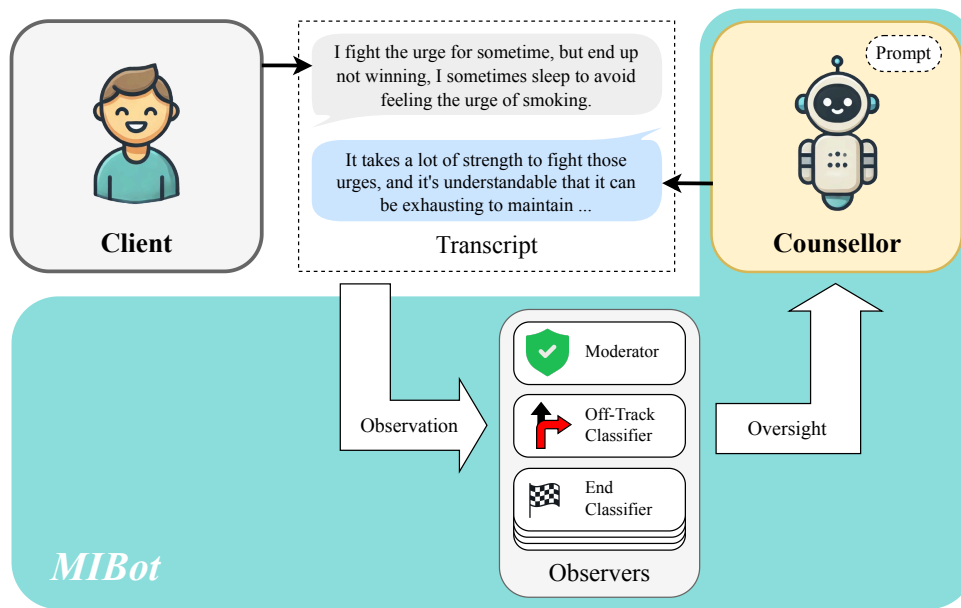 I fight the urge for sometime, but end up
not winning, I sometimes sleep to avoid
feeling the urge of smoking.
It takes a lot of strength to fight those
urges, and it's understandable that it can
be exhausting to maintain ...
Transcript
Client
Prompt
Counsellor
Observation
Moderator
Off-Track
Classifier
End
Classifier
Observers
Oversight
MIBot